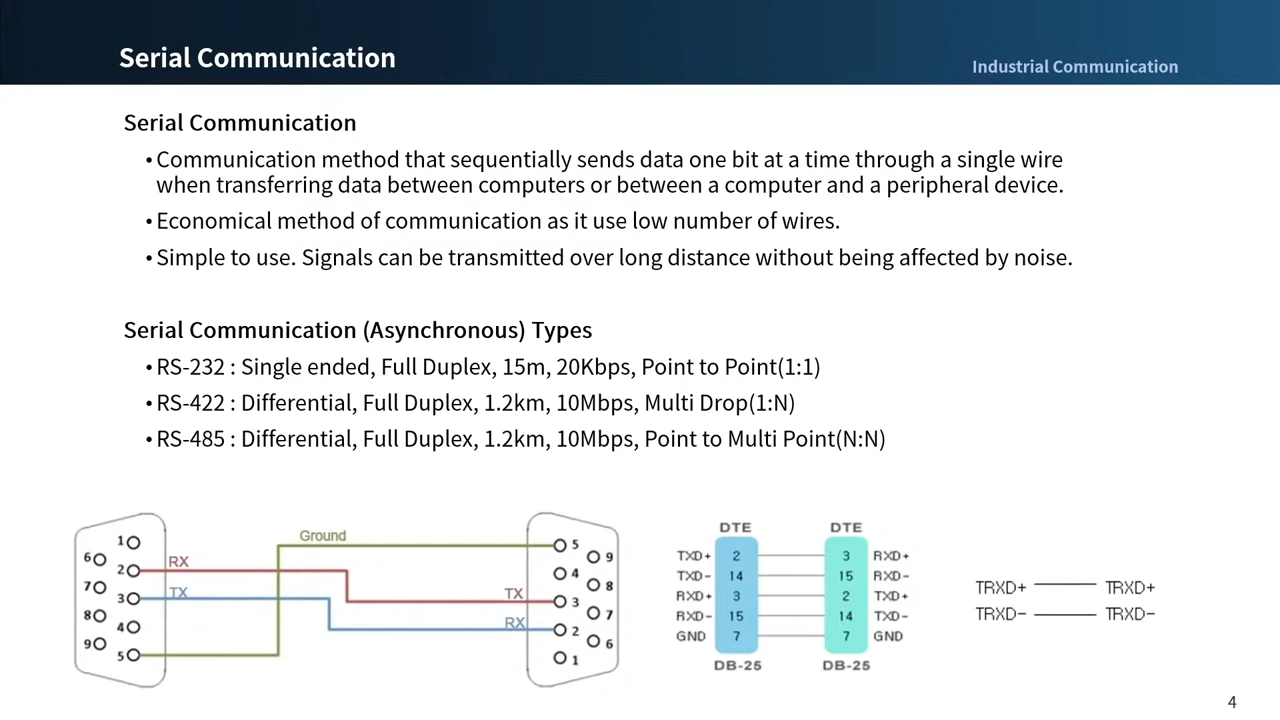 Serial Communication
Industrial Communication
Serial Communication
•Communication method that sequentially sends data one bit at a time through a single wire
when transferring data between computers or between a computer and a peripheral device.
•Economical method of communication as it use low number of wires.
•Simple to use. Signals can be transmitted over long distance without being affected by noise.
Serial Communication (Asynchronous) Types
•RS-232 : Single ended, Full Duplex, 15m, 20Kbps, Point to Point(1:1)
•RS-422 : Differential, Full Duplex, 1.2km, 10Mbps, Multi Drop(1:N)
•RS-485 : Differential, Full Duplex, 1.2km, 10Mbps, Point to Multi Point(N:N)
1
6
2
7
3
8
4
9
5
RX
TX
Ground
TX
RX
5
9
4
8
3
7
2
6
1
DTE DTE
TXD+ 2 3 RXD+
TXD- 14 15 RXD-
RXD+ 3 2 TXD+
RXD- 15 14 TXD-
GND 7 7 GND
DB-25 DB-25
TRXD+ TRXD+
TRXD- TRXD-
4